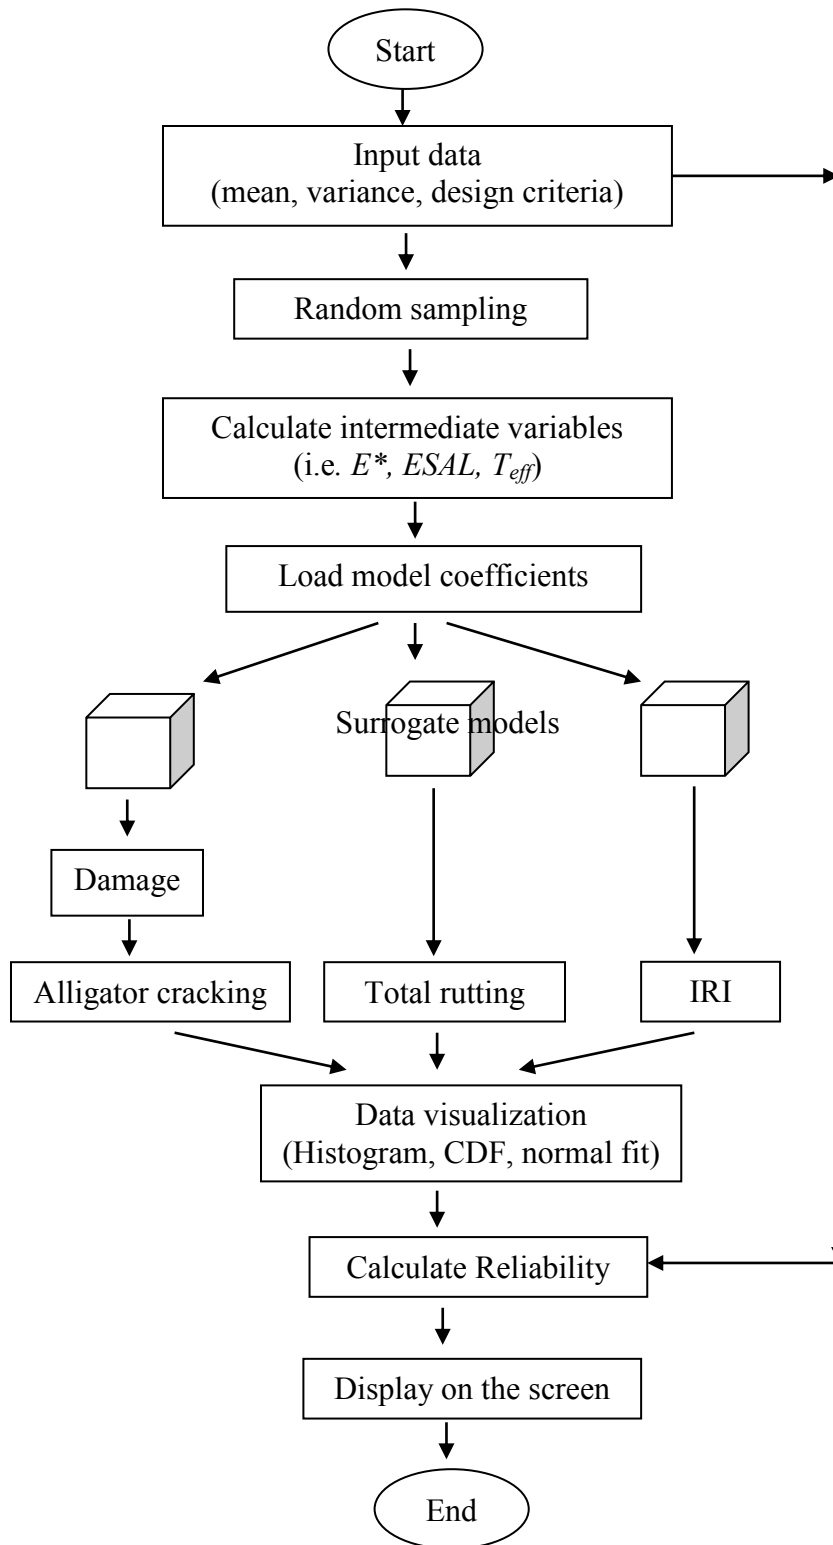 Start
Input data
(mean, variance, design criteria)
Random sampling
Calculate intermediate variables
(i.e. E*, ESAL, Teff)
Load model coefficients
Surrogate models
Damage
Alligator cracking
Total rutting
IRI
Data visualization
(Histogram, CDF, normal fit)
Calculate Reliability
Display on the screen
End